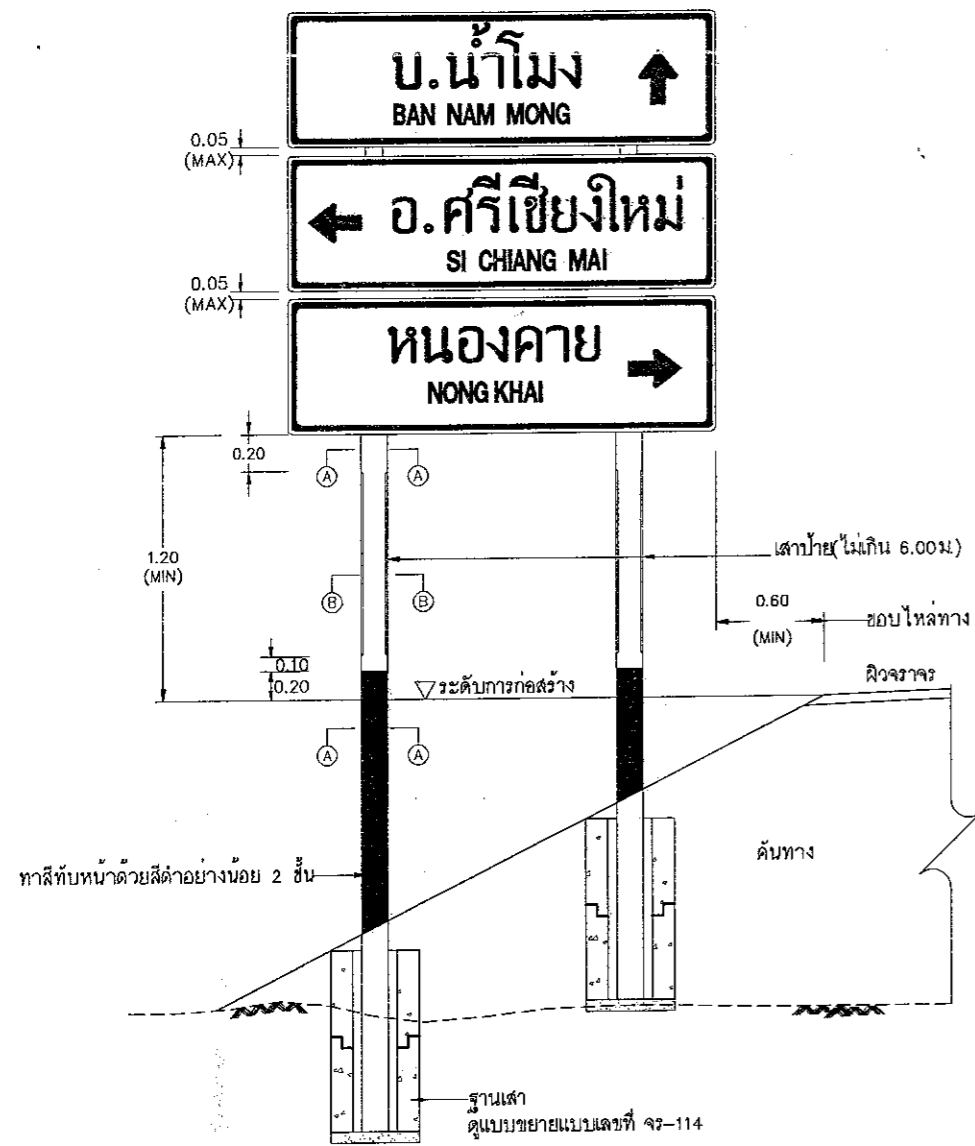 บ.น้ำโมง
BAN NAM MONG
0.05
(MAX)
อ.ศรีเชียงใหม่
SI CHIANG MAI
0.05
(MAX)
หนองคาย
NONG KHAI
0.20
A
A
1.20
(MIN)
เสาป้าย(ไม่เกิน 6.00ม.)
B
B
0.60
(MIN)
ขอบไหล่ทาง
0.10
0.20
ระดับการก่อสร้าง
ผิวจราจร
A
A
คันทาง
ทาสีทับหน้าด้วยสีดำอย่างน้อย 2 ชั้น
ฐานเสา
ดูแบบขยายแบบเลขที่ จร-114